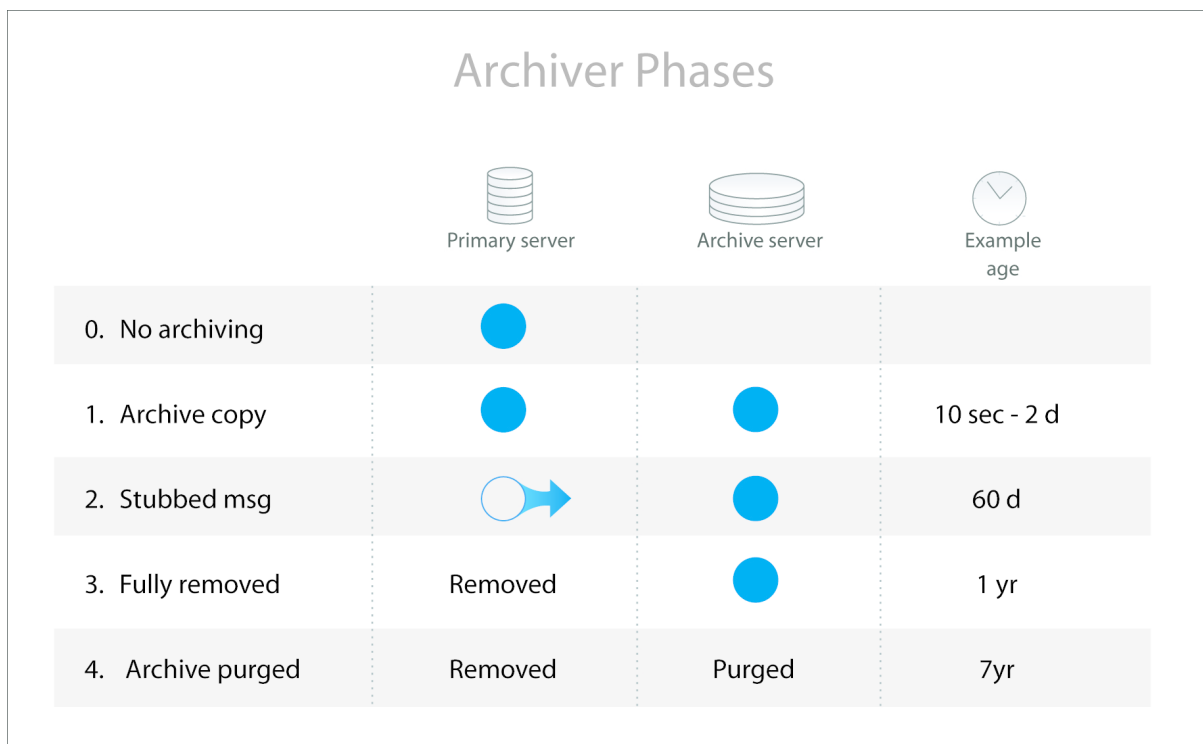 Archiver Phases
Primary server
Archive server
Example
age
0. No archiving
1. Archive copy
10 sec - 2 d
2. Stubbed msg
60 d
3. Fully removed
Removed
1 yr
4. Archive purged
Removed
Purged
7yr